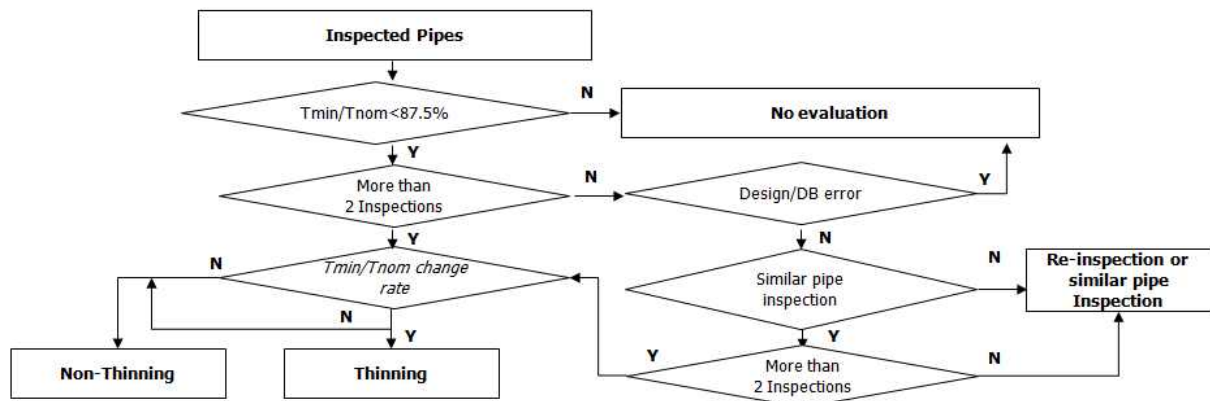 Inspected Pipes
N
Tmin/Tnom<87.5%
No evaluation
Y
More than
2 Inspections
N
Design/DB error
Y
Y
N
N
Tmin/Tnom change
rate
Similar pipe
inspection
N
Re-inspection or
similar pipe
Inspection
N
Y
Y
Non-Thinning
Thinning
Y
More than
2 Inspections
N